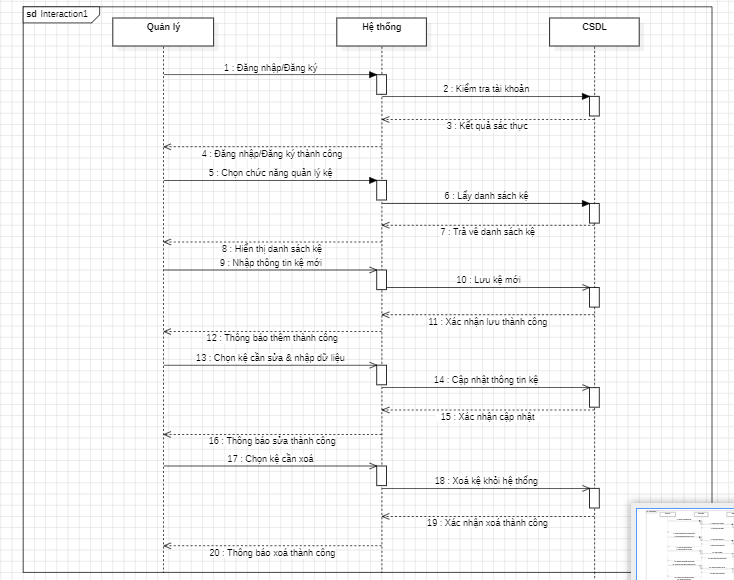 sd Interaction1
Quản lý
Hệ thống
CSDL
1 : Đăng nhập/Đăng ký
2 : Kiểm tra tài khoản
3 : Kết quả sác thực
4 : Đăng nhập/Đăng ký thành công
5 : Chọn chức năng quản lý kệ
6 : Lấy danh sách kệ
7 : Trả về danh sách kệ
8 : Hiển thị danh sách kệ
9 : Nhập thông tin kệ mới
10 : Lưu kệ mới
11 : Xác nhận lưu thành công
12 : Thông báo thêm thành công
13 : Chọn kệ cần sửa & nhập dữ liệu
14 : Cập nhật thông tin kệ
15 : Xác nhận cập nhật
16 : Thông báo sửa thành công
17 : Chọn kệ cần xoá
18 : Xoá kệ khỏi hệ thống
19 : Xác nhận xoá thành công
20 : Thông báo xoá thành công